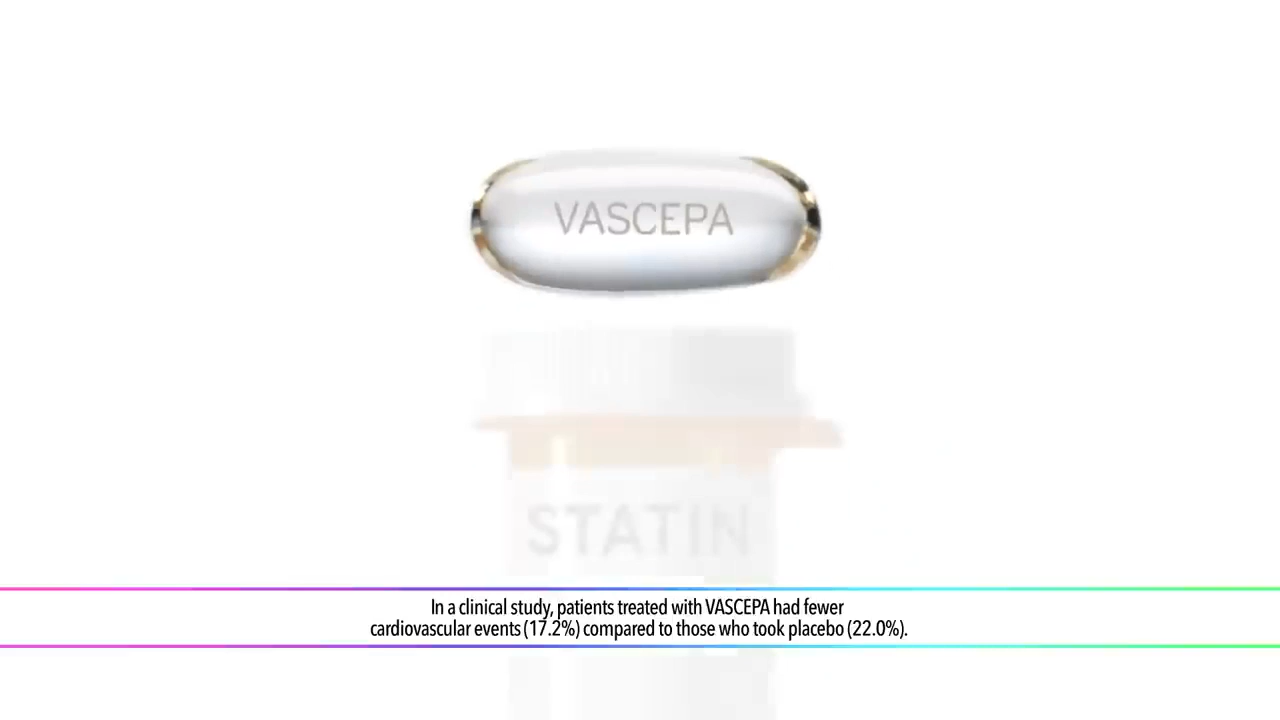 VASCEPA
STATIN
In a clinical study, patients treated with VASCEPA had fewer
cardiovascular events (17.2%) compared to those who took placebo (22.0%).